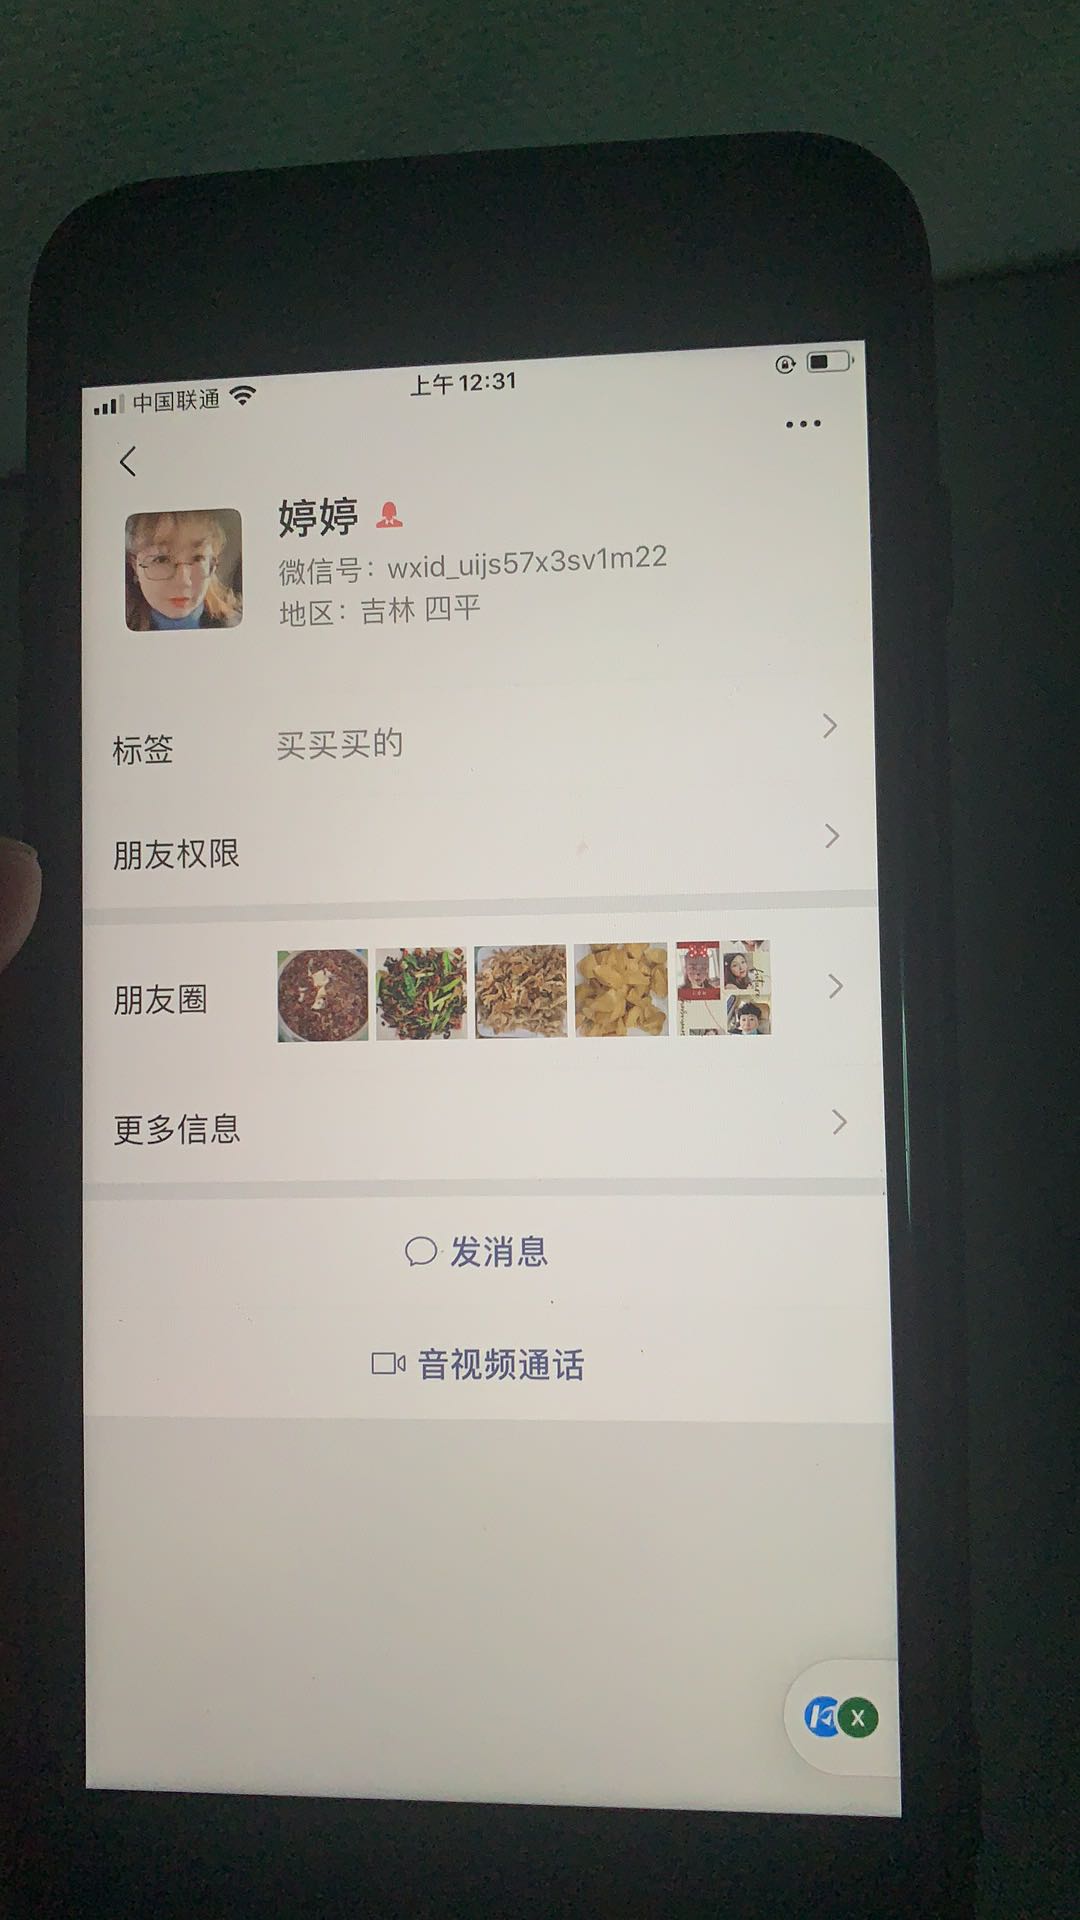 中国联通
上午12:31
婷婷
微信号：wxid_uijs57x3sv1m22
地区：吉林 四平
标签 买买买的
朋友权限
朋友圈
更多信息
发消息
音视频通话
X